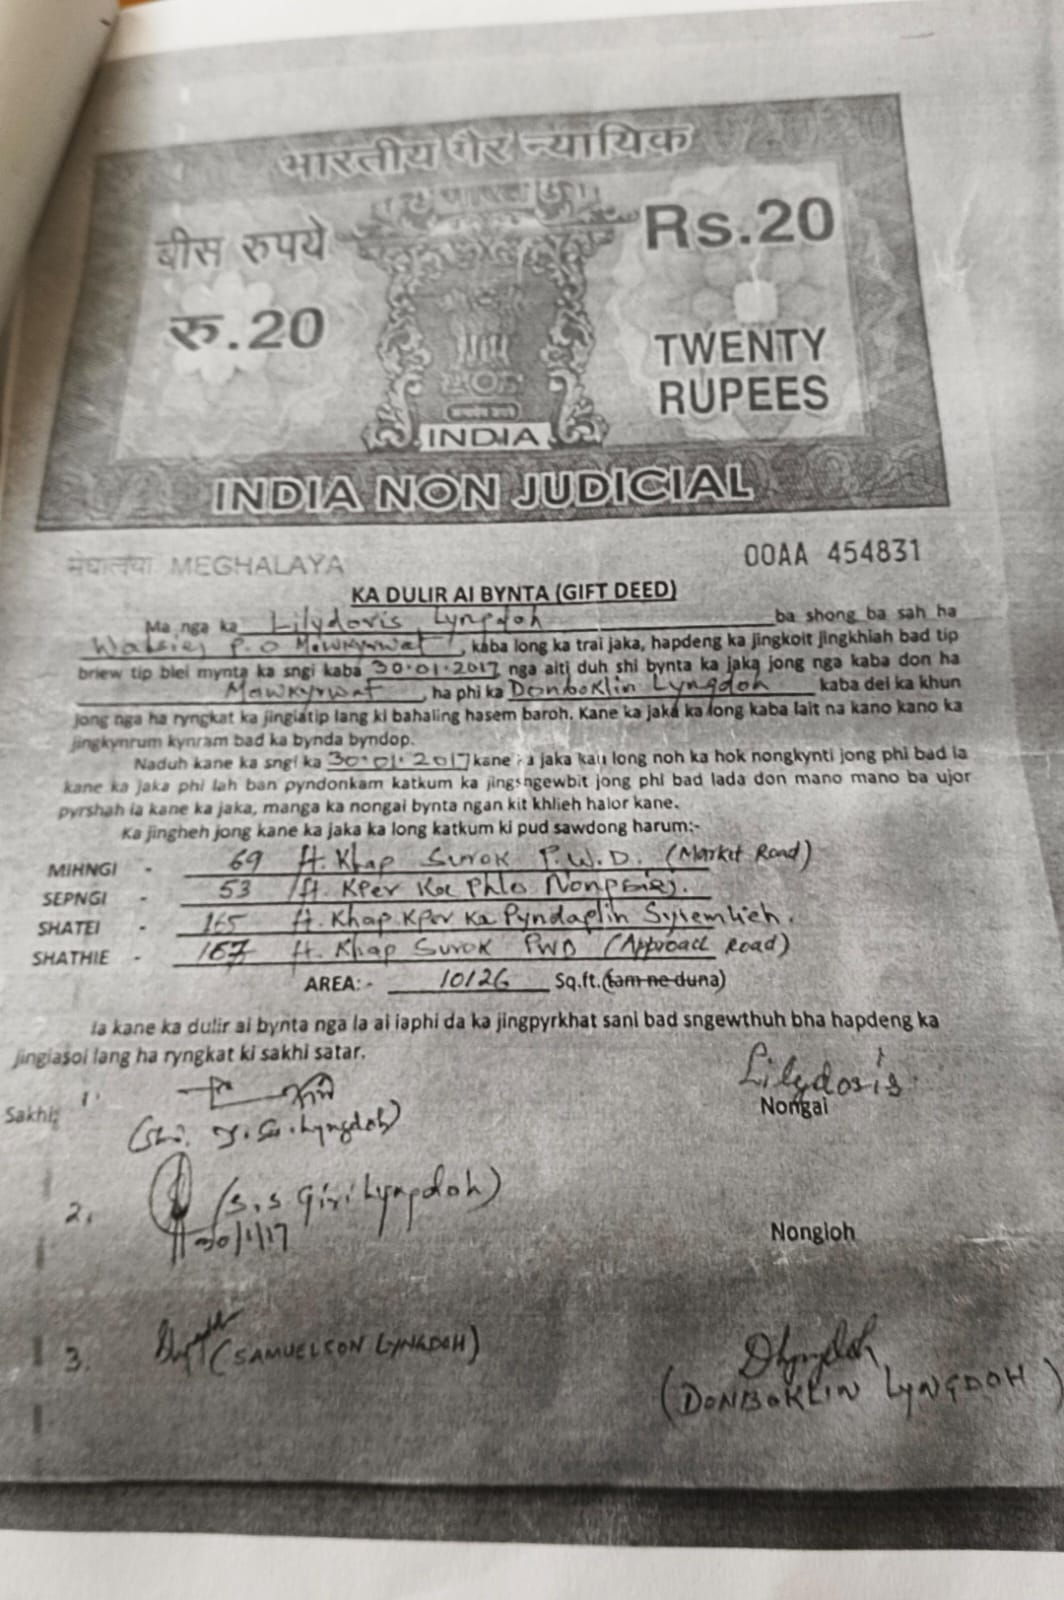 भारतीय गैर न्यायिक
बीस रुपये
Rs.20
रु.20
TWENTY
RUPEES
INDIA
INDIA NON JUDICIAL
मेघालया MEGHALAYA
00AA 454831
KA DULIR AI BYNTA (GIFT DEED)
Ma nga ka Lilydoris Lyngdoh ba shong ba sah ha
P.O Mawkyrwat, kaba long ka trai jaka, hapdeng ka jingkoit jingkhiah bad tip
briew tip blei mynta ka sngi kaba 30.01.2017 nga aiti duh shi bynta ka jaka jong nga kaba don ha
Mawkyrwat, ha phi ka Donboklin Lyngdoh kaba dei ka khun
jong nga ha ryngkat ka jingiatip lang ki bahaling hasem baroh. Kane ka jaka ka long kaba lait na kano kano ka
jingkynrum kynram bad ka bynda byndop.
Naduh kane ka sngi ka 30.01.2017 kane ka jaka kan long noh ka hok nongkynti jong phi bad ia
kane ka jaka phi lah ban pyndonkam katkum ka jingsngewbit jong phi bad lada don mano mano ba ujor
pyrshah ia kane ka jaka, manga ka nongai bynta ngan kit khlieh halor kane.
Ka jingheh jong kane ka jaka ka long katkum ki pud sawdong harum:-
MIHNGI - 69 ft. Khap Surok P.W.D. (Market Road)
SEPNGI - 53 ft. Kper Ka Phlo Nonpsiej.
SHATEI - 165 ft. Khap Kper Ka Pyndaplin Syiemlieh.
SHATHIE - 167 ft. Khap Surok PWD (Approach Road)
AREA:- 10126 Sq.ft.(tam ne duna)
Ia kane ka dulir ai bynta nga la ai iaphi da ka jingpyrkhat sani bad sngewthuh bha hapdeng ka
jingiasoi lang ha ryngkat ki sakhi satar.
Lilydoris
Nongai
Sakhi: 1.
(Shri. Lyngdoh)
2. (S.S Giri Lyngdoh)
30/1/17
Nongloh
3. (SAMUELSON LYNGDOH)
DLyngdoh
(DONBOKLIN LYNGDOH)